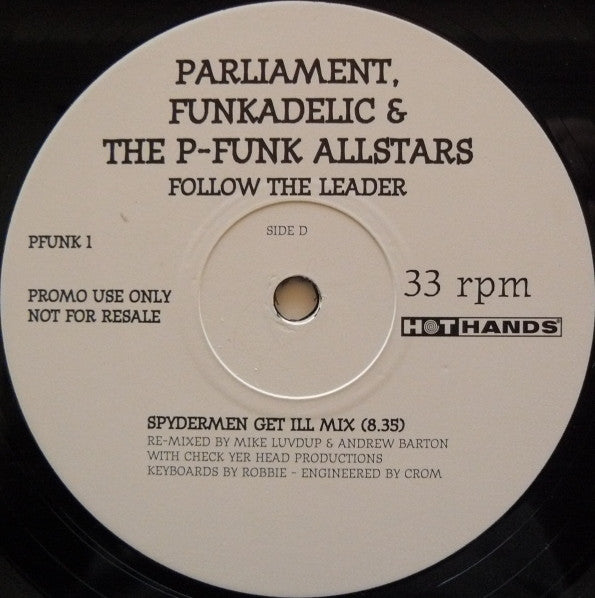 PARLIAMENT,
FUNKADELIC &
THE P-FUNK ALLSTARS
FOLLOW THE LEADER
SIDE D
PFUNK 1
PROMO USE ONLY
NOT FOR RESALE
33 rpm
HOT HANDS®
SPYDERMEN GET ILL MIX (8.35)
RE-MIXED BY MIKE LUVDUP & ANDREW BARTON
WITH CHECK YER HEAD PRODUCTIONS
KEYBOARDS BY ROBBIE - ENGINEERED BY CROM